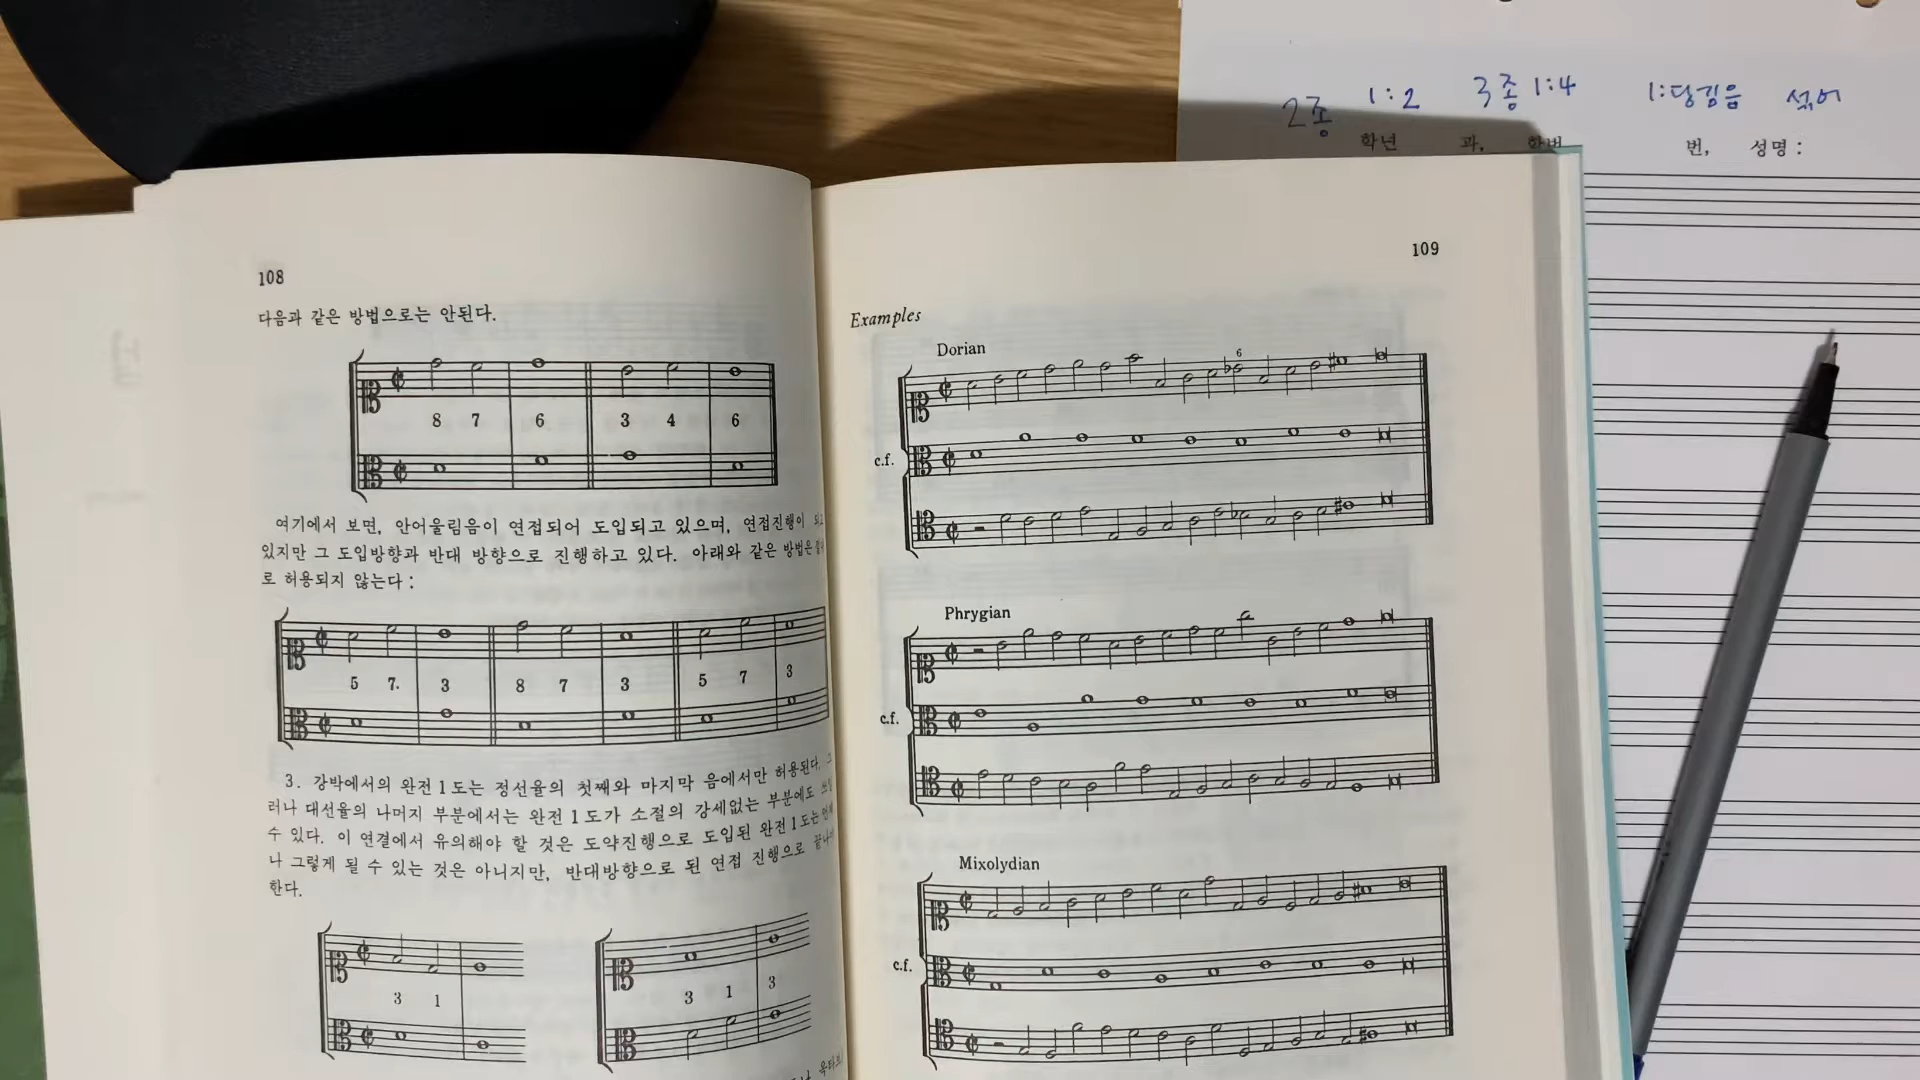 2종 1:2 3종 1:4 1:당김음 섞어
학년 과, 학번 번, 성명:
108
다음과 같은 방법으로는 안된다.
8 7 6 3 4 6
여기에서 보면, 안어울림음이 연접되어 도입되고 있으며, 연접진행이
있지만 그 도입방향과 반대 방향으로 진행하고 있다. 아래와 같은 방법은
로 허용되지 않는다:
5 7. 3 8 7 3 5 7 3
3. 강박에서의 완전 1도는 정선율의 첫째와 마지막 음에서만 허용된다.
러나 대선율의 나머지 부분에서는 완전 1도가 소절의 강세없는 부분에도
수 있다. 이 연결에서 유의해야 할 것은 도약진행으로 도입된 완전 1도는
나 그렇게 될 수 있는 것은 아니지만, 반대방향으로 된 연접 진행으로
한다.
3 1 3 1 3
109
Examples
Dorian
6
c.f.
Phrygian
c.f.
Mixolydian
c.f.